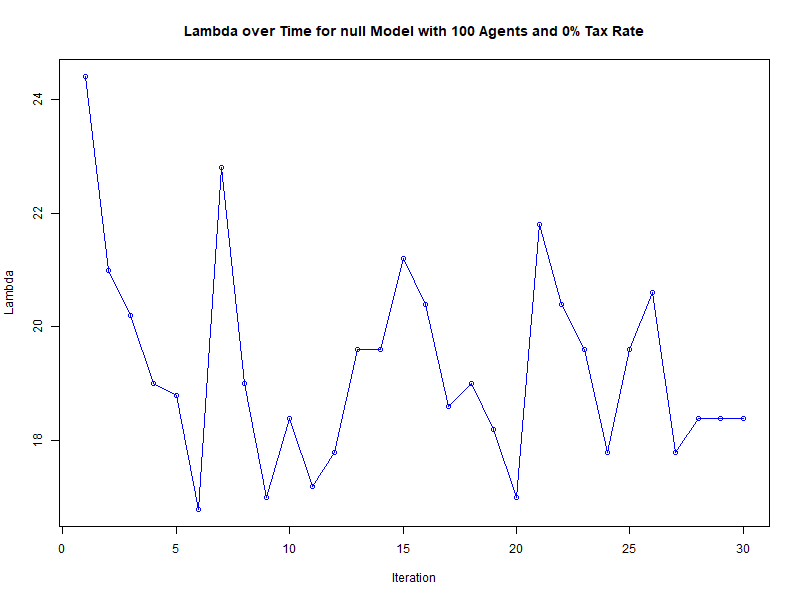 Lambda over Time for null Model with 100 Agents and 0% Tax Rate
24
22
20
18
Lambda
0 5 10 15 20 25 30
Iteration